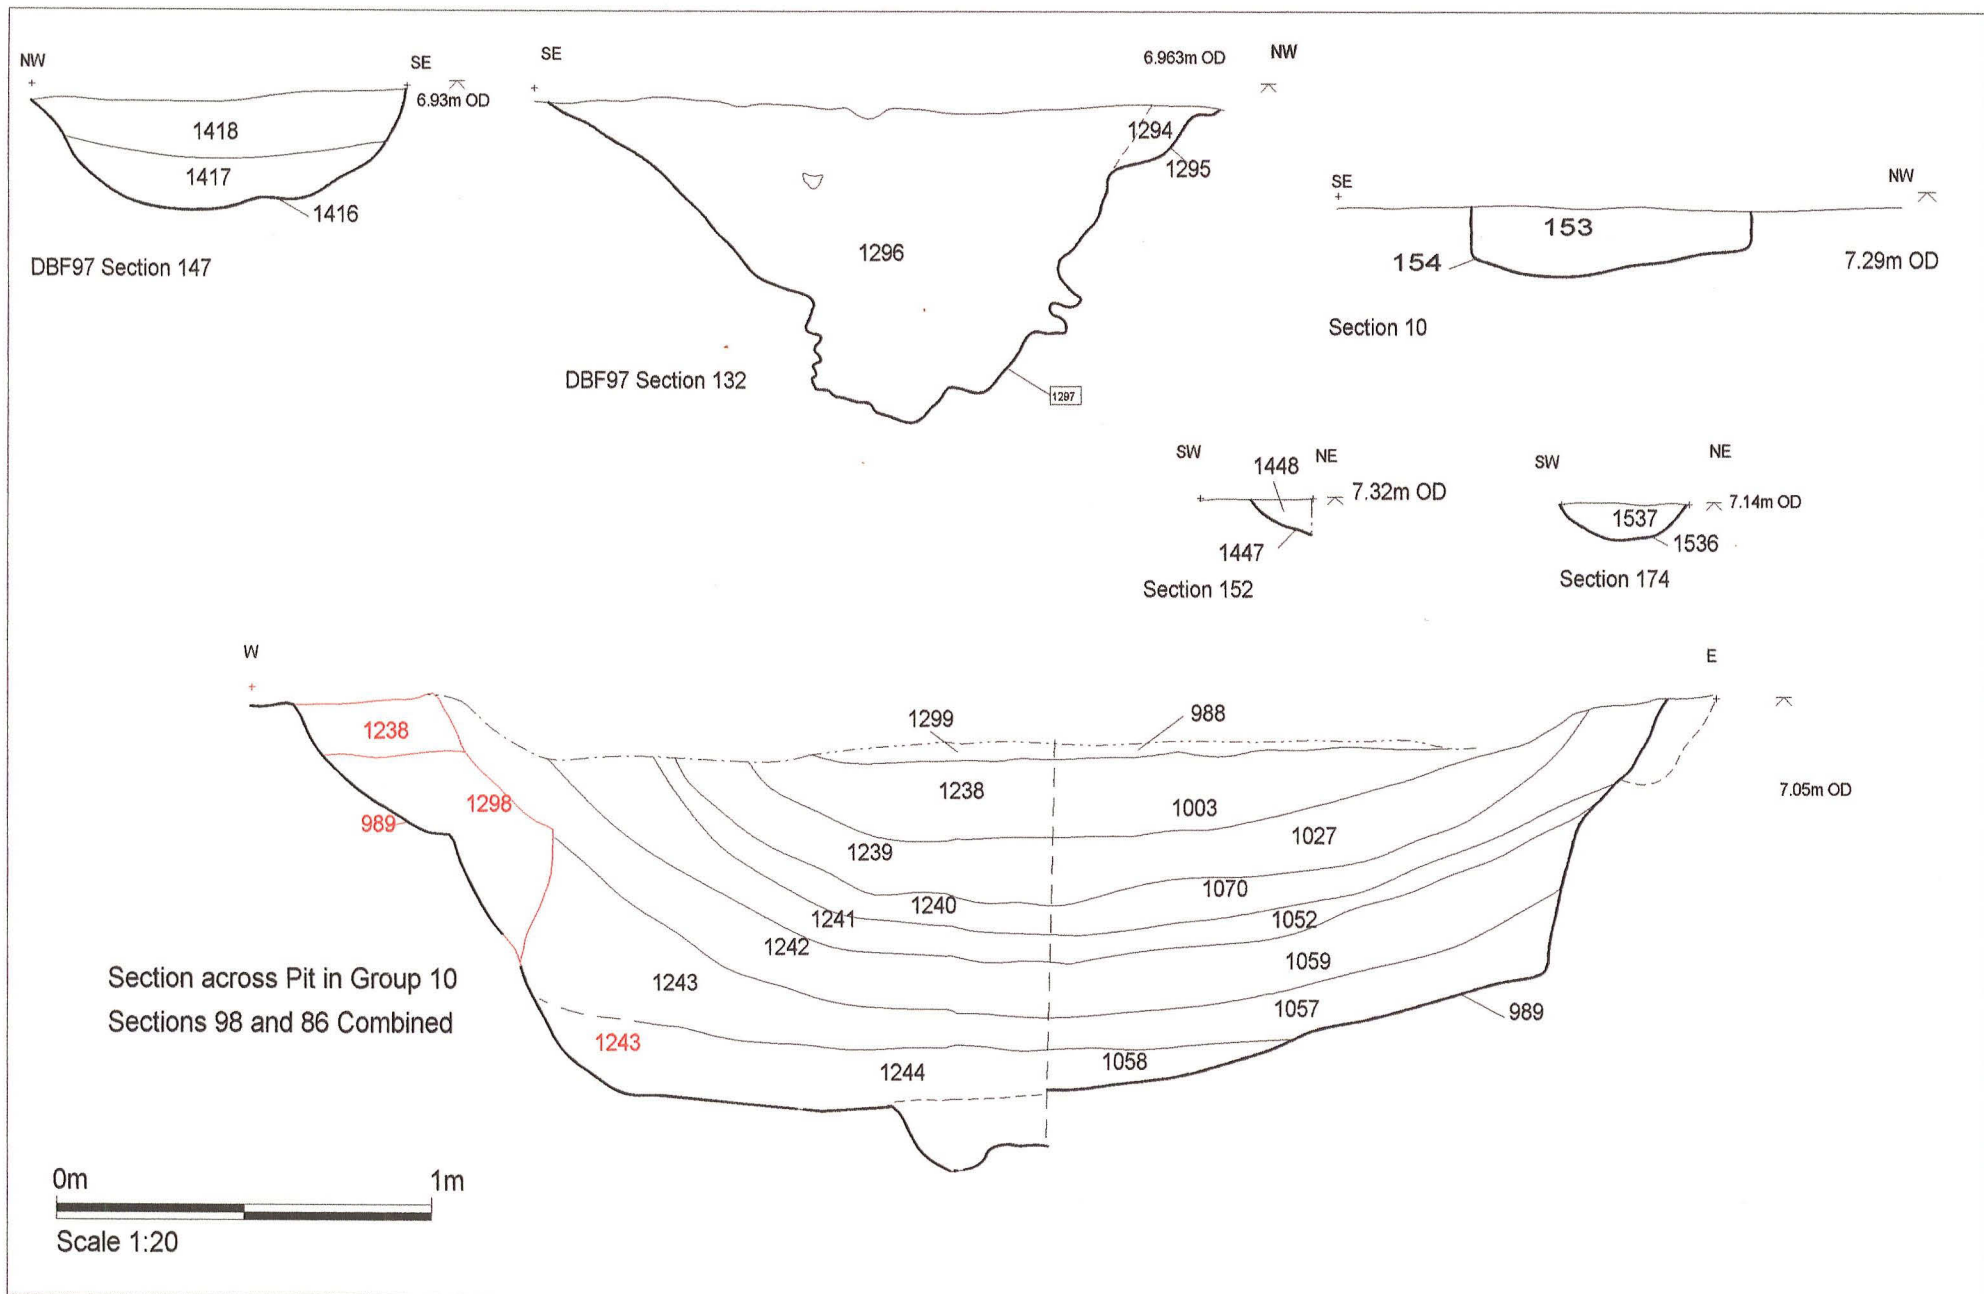 NW
SE
6.93m OD
1418
1417
1416
DBF97 Section 147
SE
6.963m OD
NW
1294
1295
1296
1297
DBF97 Section 132
SE
NW
153
154
7.29m OD
Section 10
SW
1448
NE
7.32m OD
1447
Section 152
SW
NE
7.14m OD
1537
1536
Section 174
W
E
1238
1299
988
1298
989
1238
1003
7.05m OD
1239
1027
1240
1070
1241
1052
1242
1059
1243
1057
989
1243
1058
1244
Section across Pit in Group 10
Sections 98 and 86 Combined
0m
1m
Scale 1:20